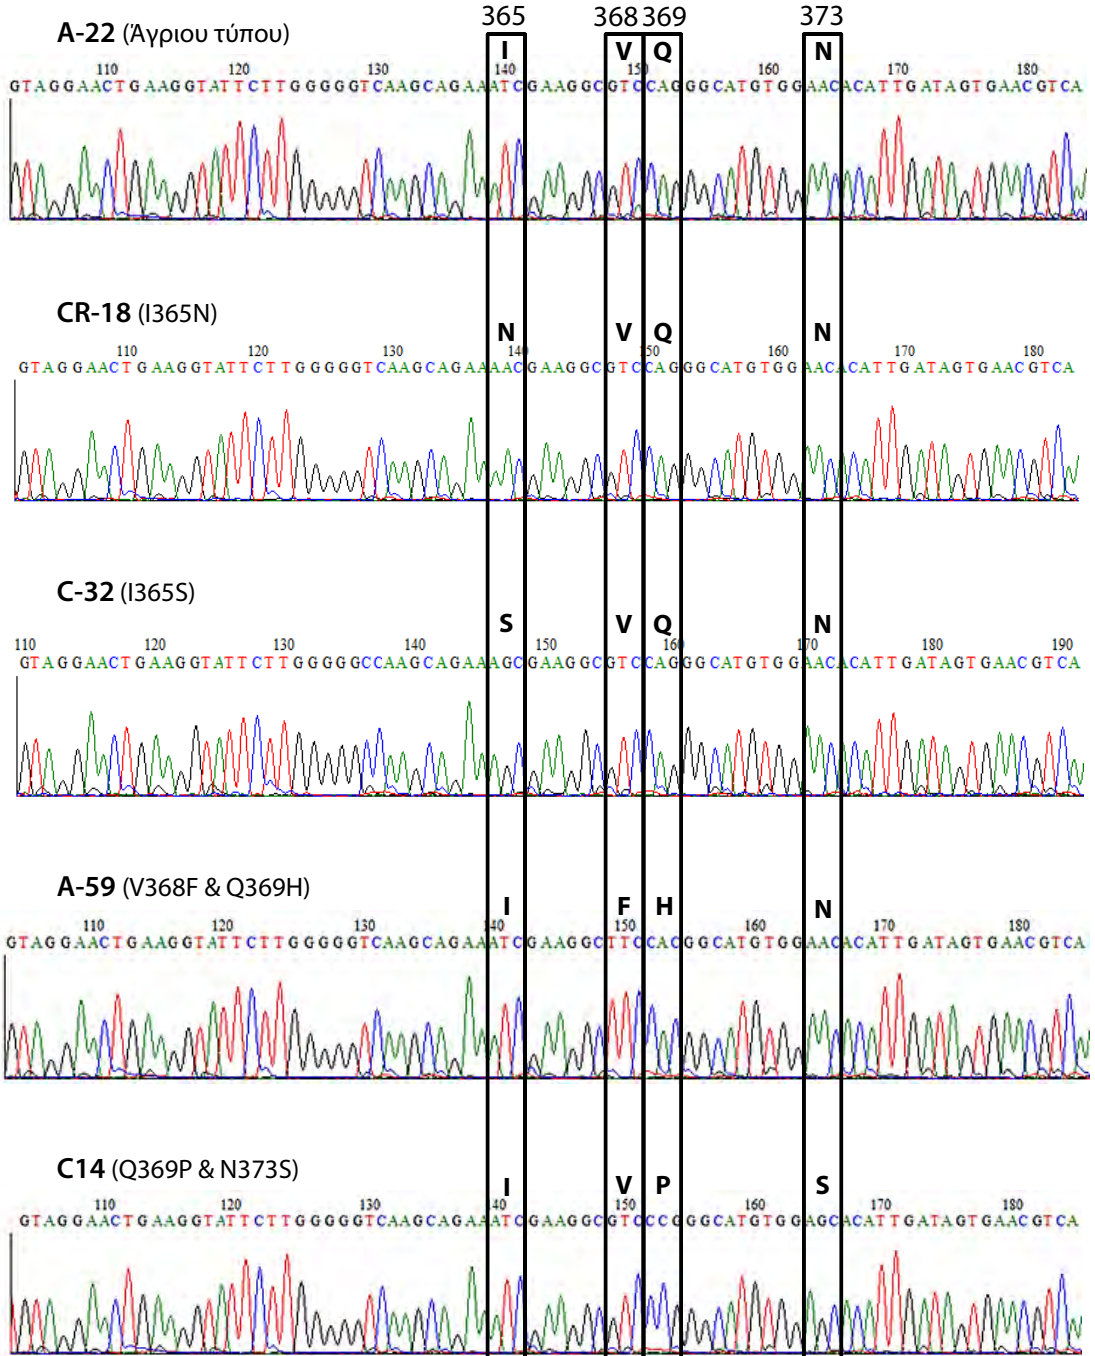 365 368 369 373
A-22 (Άγριου τύπου) I V Q N
110 120 130 140 150 160 170 180
GTAGGAACTGAAGGTATTCTTGGGGGTCAAGCAGAAATCGAAGGCGTCCAGGGCATGTGGAACACATTGATAGTGAACGTCA
CR-18 (I365N) N V Q N
110 120 130 140 150 160 170 180
GTAGGAACTGAAGGTATTCTTGGGGGTCAAGCAGAAAACGAAGGCGTCCAGGGCATGTGGAACACATTGATAGTGAACGTCA
C-32 (I365S) S V Q N
110 120 130 140 150 160 170 180 190
GTAGGAACTGAAGGTATTCTTGGGGGCCAAGCAGAAAGCGAAGGCGTCCAGGGCATGTGGAACACATTGATAGTGAACGTCA
A-59 (V368F & Q369H) I F H N
110 120 130 140 150 160 170 180
GTAGGAACTGAAGGTATTCTTGGGGGTCAAGCAGAAATCGAAGGCTTCCACGGCATGTGGAACACATTGATAGTGAACGTCA
C14 (Q369P & N373S) I V P S
110 120 130 140 150 160 170 180
GTAGGAACTGAAGGTATTCTTGGGGGTCAAGCAGAAATCGAAGGCGTCCCGGGCATGTGGAGCACATTGATAGTGAACGTCA